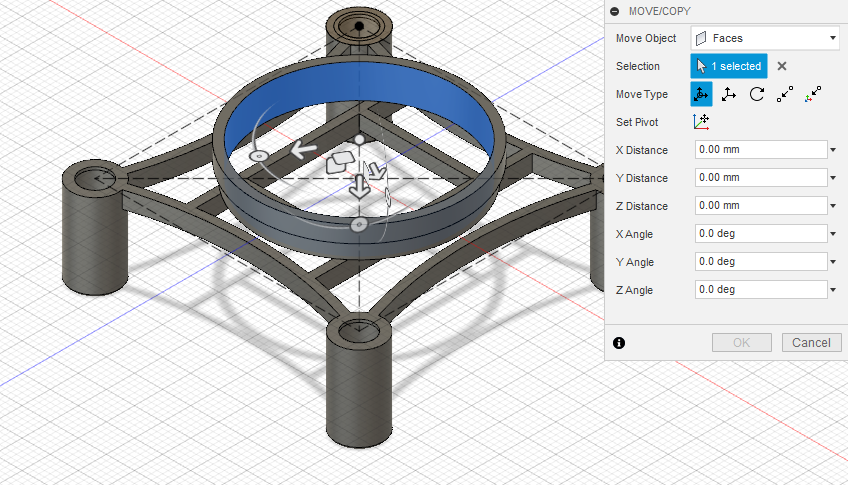 MOVE/COPY
Move Object Faces
Selection 1 selected
Move Type
Set Pivot
X Distance 0.00 mm
Y Distance 0.00 mm
Z Distance 0.00 mm
X Angle 0.0 deg
Y Angle 0.0 deg
Z Angle 0.0 deg
OK Cancel